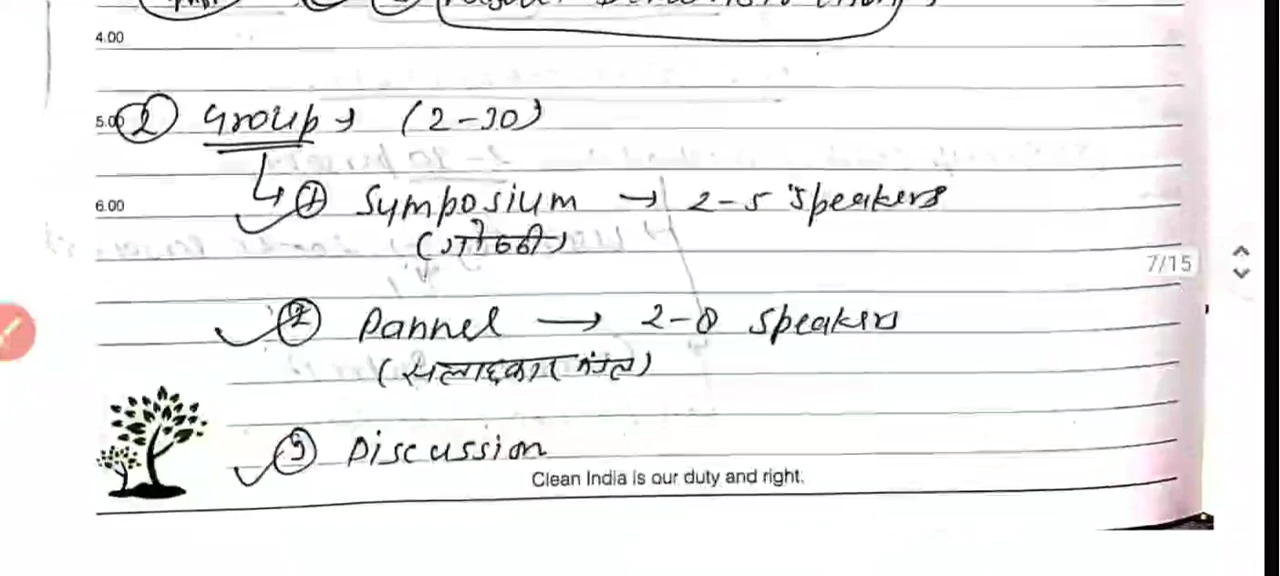 4.00
5.00 2 Group → (2-30)
6.00 1 Symposium → 2-5 Speakers
(गोष्ठी)
2 Pannel → 2-8 Speakers
(सलाहकार मंडल)
3 Discussion
Clean India is our duty and right.
7/15